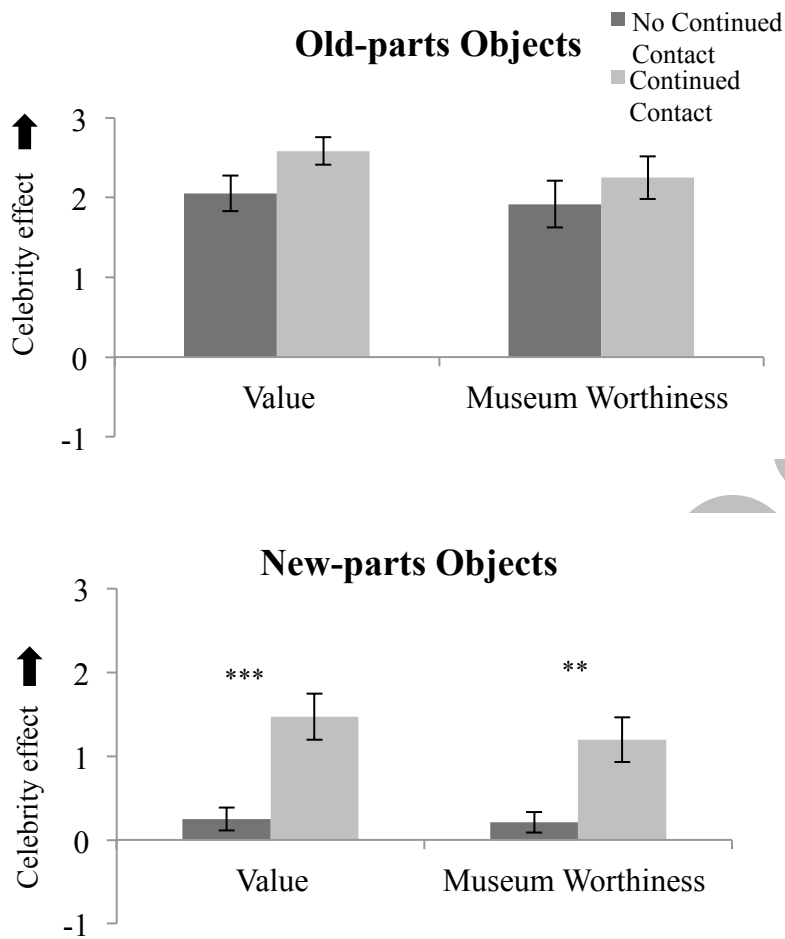 Old-parts Objects
No Continued
Contact
Continued
Contact
Celebrity effect
3
2
1
0
-1
Value
Museum Worthiness
New-parts Objects
Celebrity effect
3
2
1
0
-1
***
**
Value
Museum Worthiness